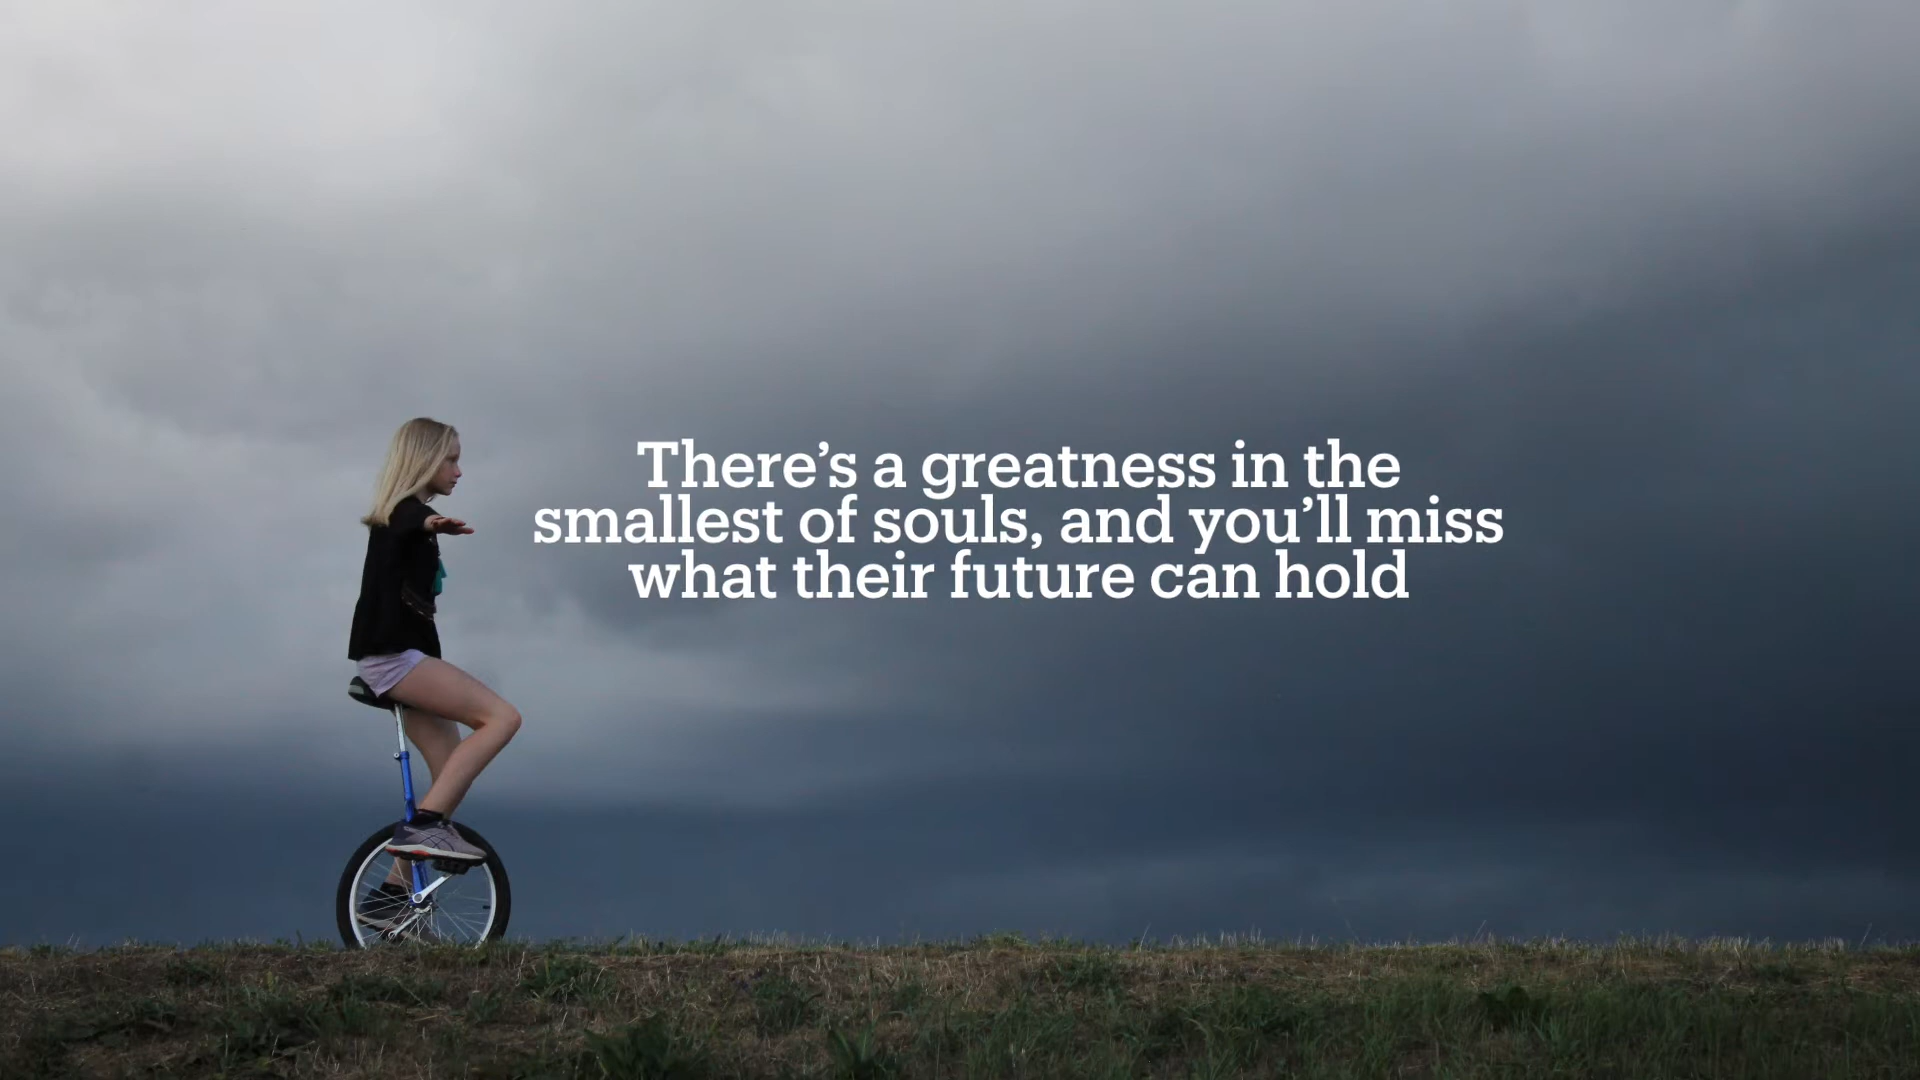 There’s a greatness in the
smallest of souls, and you’ll miss
what their future can hold